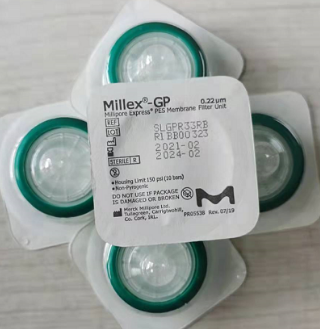 Millex®-GP 0.22 µm
Millipore Express® PES Membrane Filter Unit
REF SLGPR33RB
LOT R1BB00323
2021-02
2024-02
STERILE R
• Housing Limit 150 psi (10 bars)
• Non-Pyrogenic
DO NOT USE IF PACKAGE
IS DAMAGED OR BROKEN
M
Merck Millipore Ltd.
Tullagreen, Carrigtwohill,
Co. Cork, IRL.
PR05538 Rev. 07/19